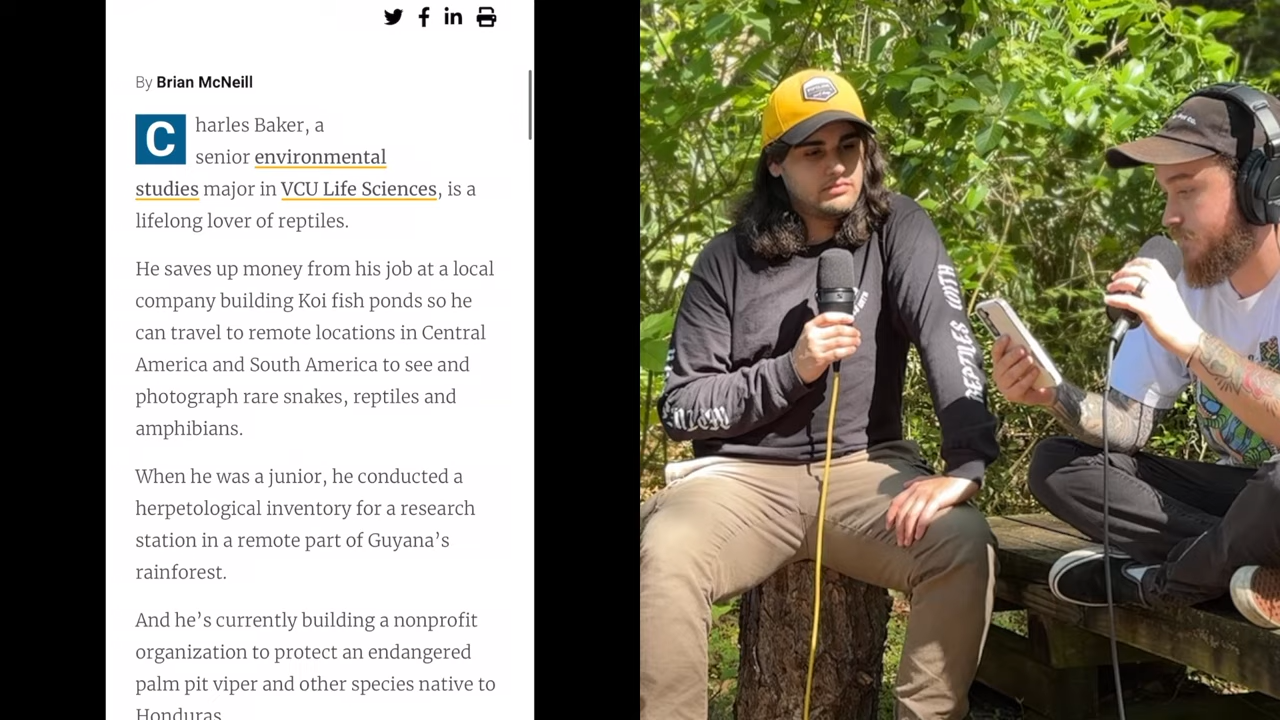 By Brian McNeill
Charles Baker, a
senior environmental
studies major in VCU Life Sciences, is a
lifelong lover of reptiles.
He saves up money from his job at a local
company building Koi fish ponds so he
can travel to remote locations in Central
America and South America to see and
photograph rare snakes, reptiles and
amphibians.
When he was a junior, he conducted a
herpetological inventory for a research
station in a remote part of Guyana’s
rainforest.
And he’s currently building a nonprofit
organization to protect an endangered
palm pit viper and other species native to
Honduras
REPTILES WITH